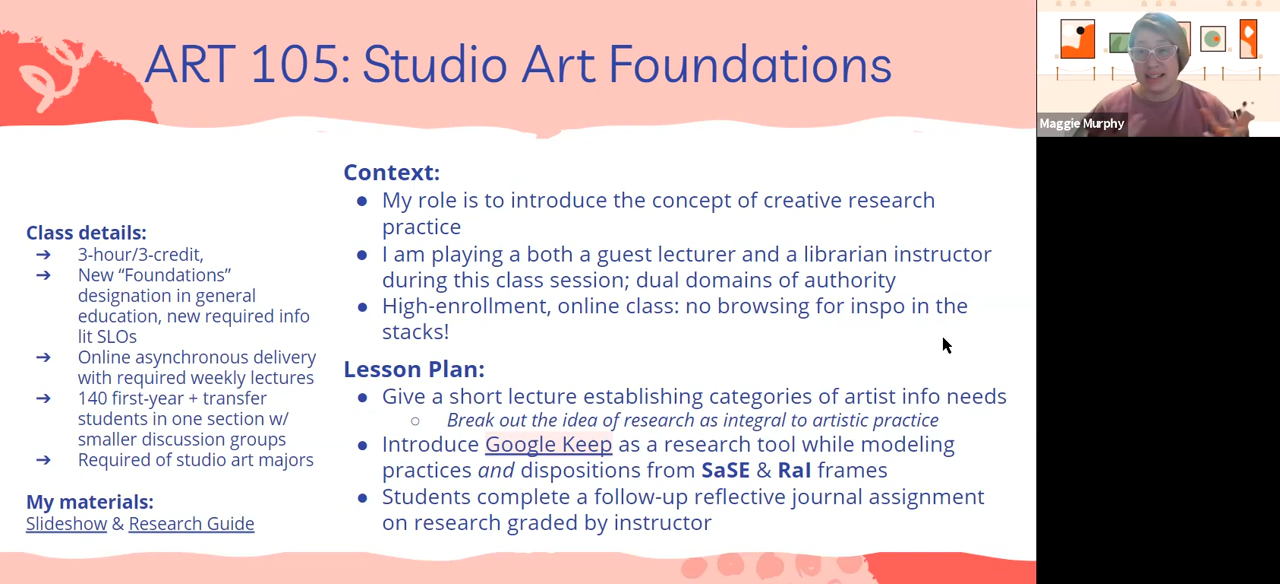 ART 105: Studio Art Foundations
Maggie Murphy
Class details:
➔ 3-hour/3-credit,
➔ New “Foundations”
designation in general
education, new required info
lit SLOs
➔ Online asynchronous delivery
with required weekly lectures
➔ 140 first-year + transfer
students in one section w/
smaller discussion groups
➔ Required of studio art majors
My materials:
Slideshow & Research Guide
Context:
● My role is to introduce the concept of creative research
practice
● I am playing a both a guest lecturer and a librarian instructor
during this class session; dual domains of authority
● High-enrollment, online class: no browsing for inspo in the
stacks!
Lesson Plan:
● Give a short lecture establishing categories of artist info needs
○ Break out the idea of research as integral to artistic practice
● Introduce Google Keep as a research tool while modeling
practices and dispositions from SaSE & RaI frames
● Students complete a follow-up reflective journal assignment
on research graded by instructor